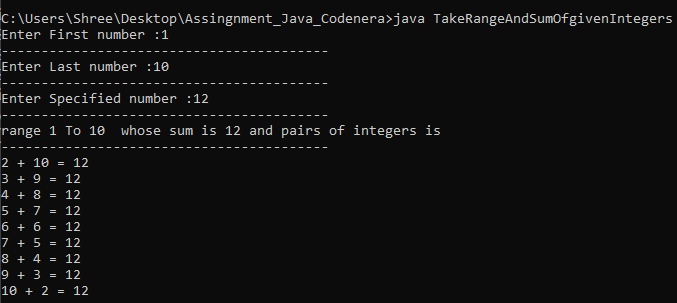 C:\Users\Shree\Desktop\Assingnment_Java_Codenera>java TakeRangeAndSumOfgivenIntegers
Enter First number :1
-----------------------------------------
Enter Last number :10
-----------------------------------------
Enter Specified number :12
-----------------------------------------
range 1 To 10  whose sum is 12 and pairs of integers is
-----------------------------------------
2 + 10 = 12
3 + 9 = 12
4 + 8 = 12
5 + 7 = 12
6 + 6 = 12
7 + 5 = 12
8 + 4 = 12
9 + 3 = 12
10 + 2 = 12